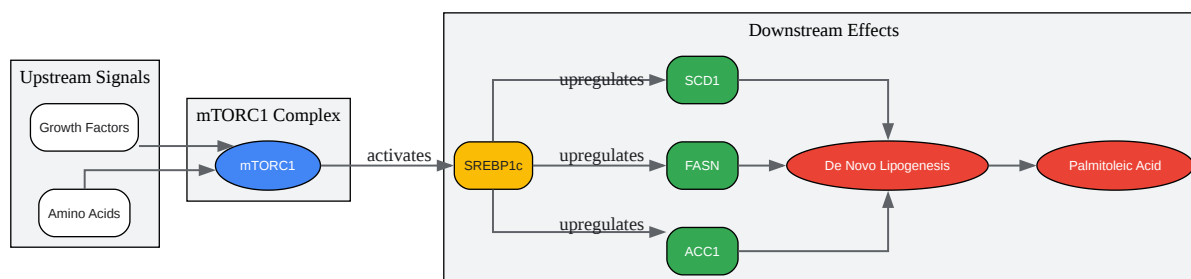 Upstream Signals
Growth Factors
Amino Acids
mTORC1 Complex
mTORC1
activates
Downstream Effects
SREBP1c
upregulates
upregulates
upregulates
SCD1
FASN
ACC1
De Novo Lipogenesis
Palmitoleic Acid